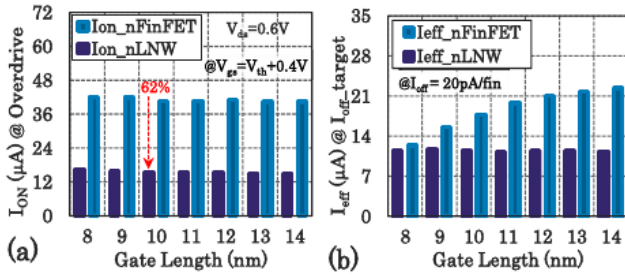 72
60
48
36
24
12
0
I_ON (µA) @ Overdrive
Ion_nFinFET
Ion_nLNW
V_ds=0.6V
@V_gs=V_th+0.4V
62%
8 9 10 11 12 13 14
Gate Length (nm)
(a)
35
28
21
14
7
0
I_eff (µA) @ I_off_target
Ieff_nFinFET
Ieff_nLNW
@I_off = 20pA/fin
8 9 10 11 12 13 14
Gate Length (nm)
(b)